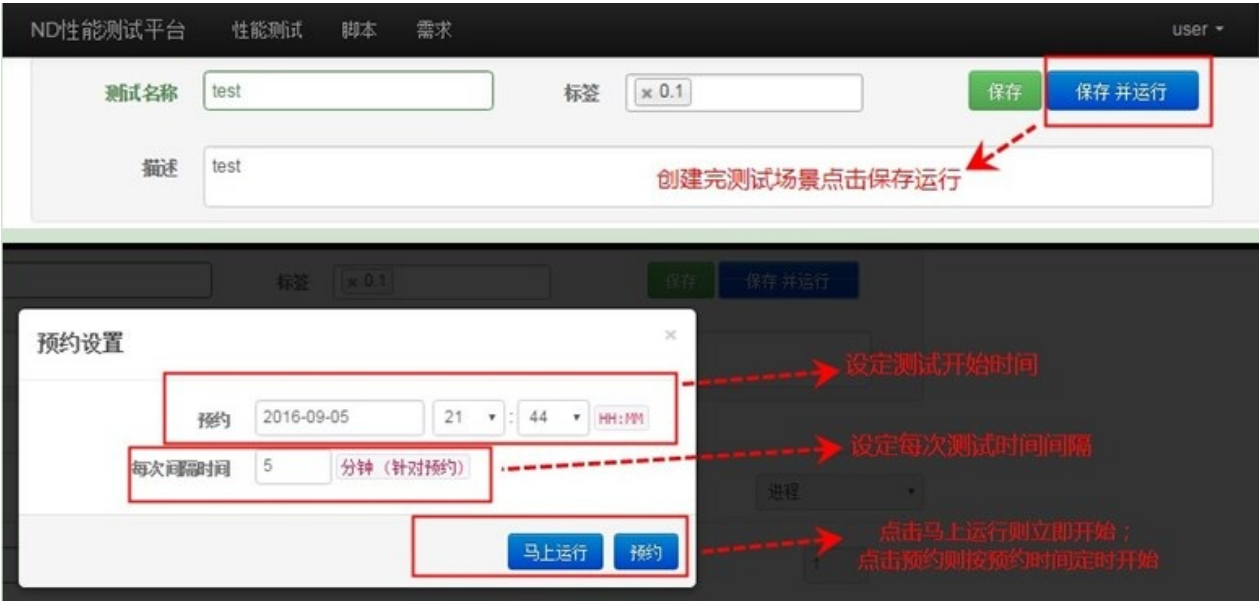 ND性能测试平台 性能测试 脚本 需求 user
测试名称 test 标签 × 0.1 保存 保存 并运行
描述 test
创建完测试场景点击保存运行
标签 × 0.1 保存 保存 并运行
预约设置 ×
设定测试开始时间
预约 2016-09-05 21 : 44 HH:MM
设定每次测试时间间隔
每次间隔时间 5 分钟（针对预约）
进程
点击马上运行则立即开始；
马上运行 预约
点击预约则按预约时间定时开始
1